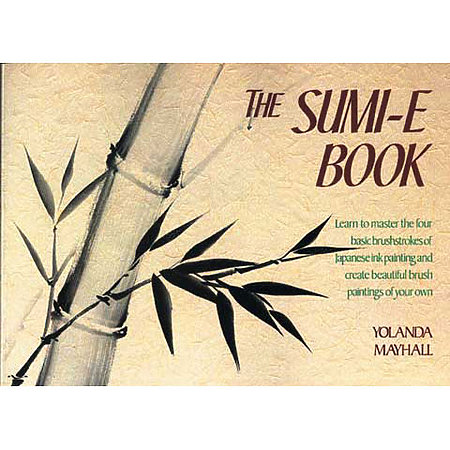 THE SUMI-E
BOOK
Learn to master the four
basic brushstrokes of
Japanese ink painting and
create beautiful brush
paintings of your own
YOLANDA
MAYHALL